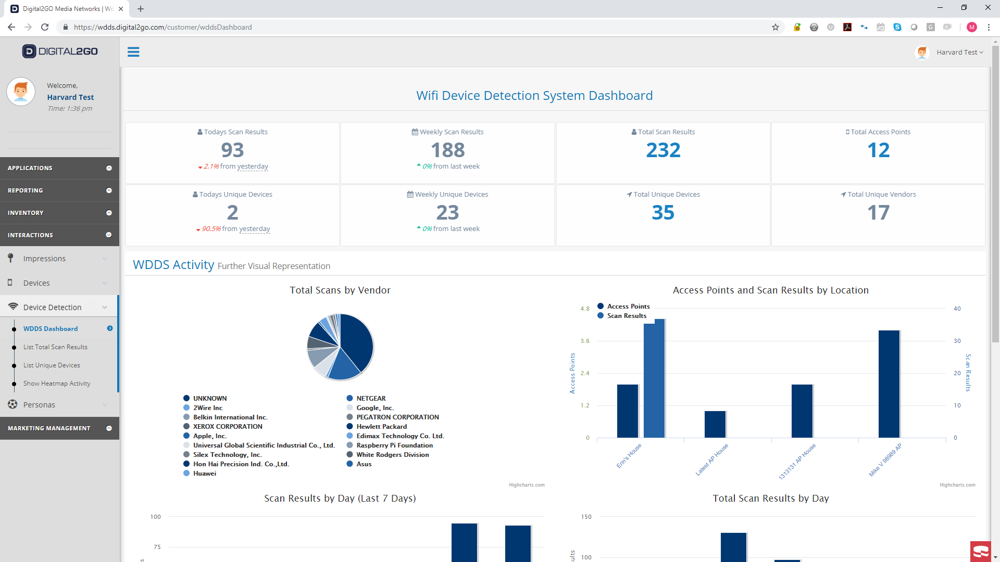 Digital2GO Media Networks | Wd
https://wdds.digital2go.com/customer/wddsDashboard
M
DIGITAL2GO
Harvard Test
Welcome,
Harvard Test
Time: 1:36 pm
APPLICATIONS
REPORTING
INVENTORY
INTERACTIONS
Impressions
Devices
Device Detection
WDDS Dashboard
List Total Scan Results
List Unique Devices
Show Heatmap Activity
Personas
MARKETING MANAGEMENT
Wifi Device Detection System Dashboard
Todays Scan Results
93
2.1% from yesterday
Weekly Scan Results
188
0% from last week
Total Scan Results
232
Total Access Points
12
Todays Unique Devices
2
90.5% from yesterday
Weekly Unique Devices
23
0% from last week
Total Unique Devices
35
Total Unique Vendors
17
WDDS Activity Further Visual Representation
Total Scans by Vendor
UNKNOWN
NETGEAR
2Wire Inc
Google, Inc.
Belkin International Inc.
PEGATRON CORPORATION
XEROX CORPORATION
Hewlett Packard
Apple, Inc.
Edimax Technology Co. Ltd.
Universal Global Scientific Industrial Co., Ltd.
Raspberry Pi Foundation
Silex Technology, Inc.
White Rodgers Division
Hon Hai Precision Ind. Co.,Ltd.
Asus
Huawei
Highcharts.com
Access Points and Scan Results by Location
Access Points
Scan Results
4.8
3.6
2.4
1.2
0
Access Points
40
30
20
10
0
Scan Results
Erin's House
Latest AP House
1313131 AP House
Mike V 98989 AP
Highcharts.com
Scan Results by Day (Last 7 Days)
100
75
Total Scan Results by Day
150
100